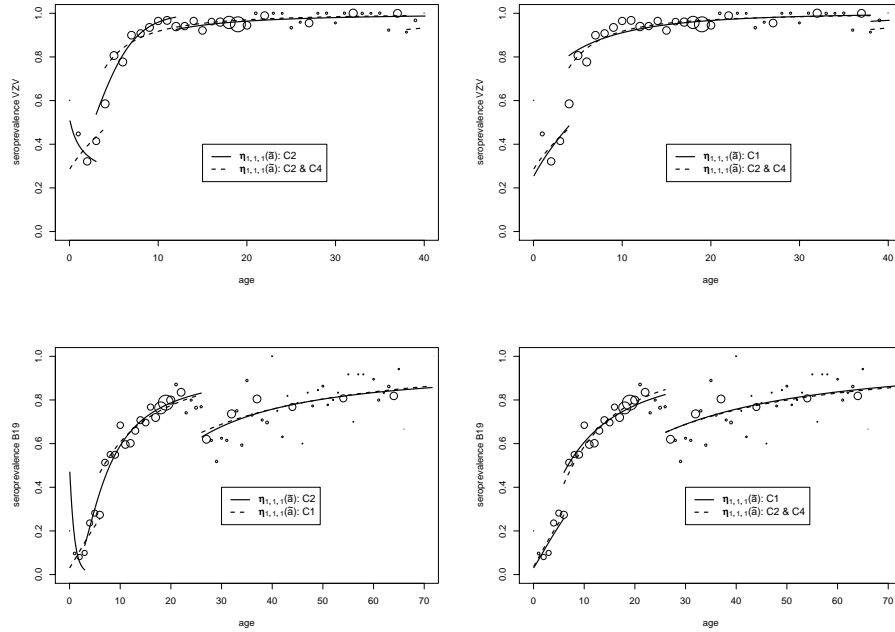 seroprevalence VZV
1.0
0.8
0.6
0.4
0.2
0.0
η1, 1, 1(ã): C2
η1, 1, 1(ã): C2 & C4
0 10 20 30 40
age
seroprevalence VZV
1.0
0.8
0.6
0.4
0.2
0.0
η1, 1, 1(ã): C1
η1, 1, 1(ã): C2 & C4
0 10 20 30 40
age
seroprevalence B19
1.0
0.8
0.6
0.4
0.2
0.0
η1, 1, 1(ã): C2
η1, 1, 1(ã): C1
0 10 20 30 40 50 60 70
age
seroprevalence B19
1.0
0.8
0.6
0.4
0.2
0.0
η1, 1, 1(ã): C1
η1, 1, 1(ã): C2 & C4
0 10 20 30 40 50 60 70
age